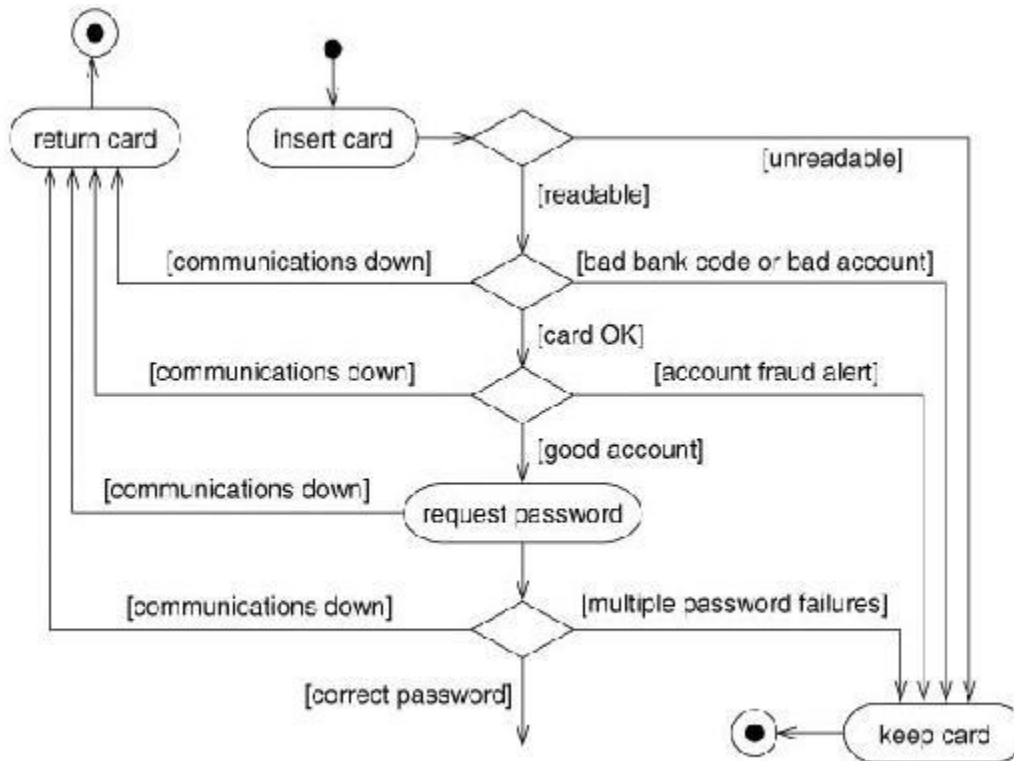 return card
insert card
[unreadable]
[readable]
[communications down]
[bad bank code or bad account]
[card OK]
[communications down]
[account fraud alert]
[good account]
[communications down]
request password
[communications down]
[multiple password failures]
[correct password]
keep card